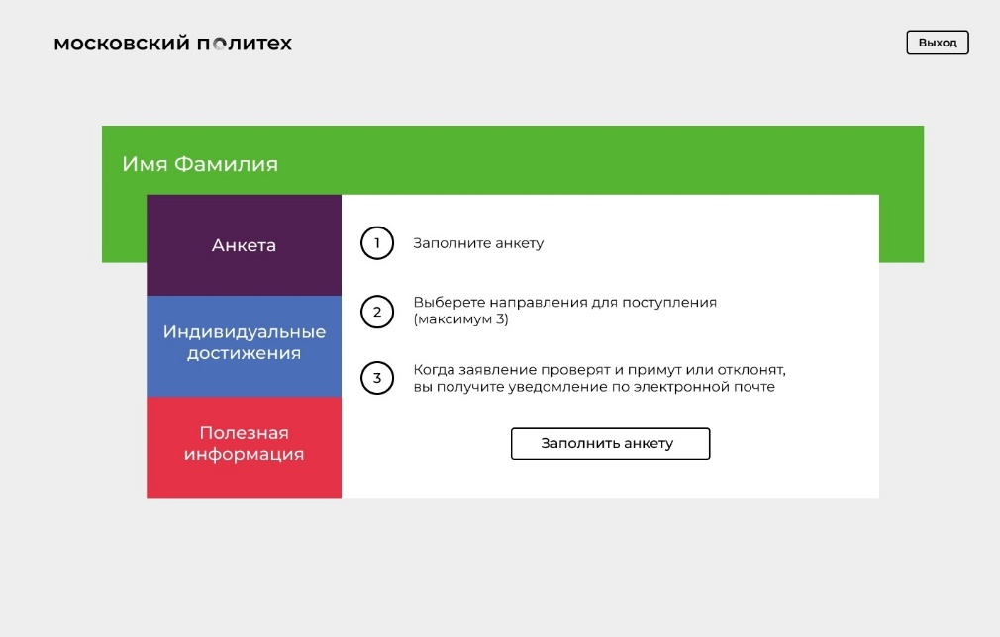 московский политех
Выход
Имя Фамилия
Анкета
Индивидуальные
достижения
Полезная
информация
1
Заполните анкету
2
Выберете направления для поступления
(максимум 3)
3
Когда заявление проверят и примут или отклонят,
вы получите уведомление по электронной почте
Заполнить анкету